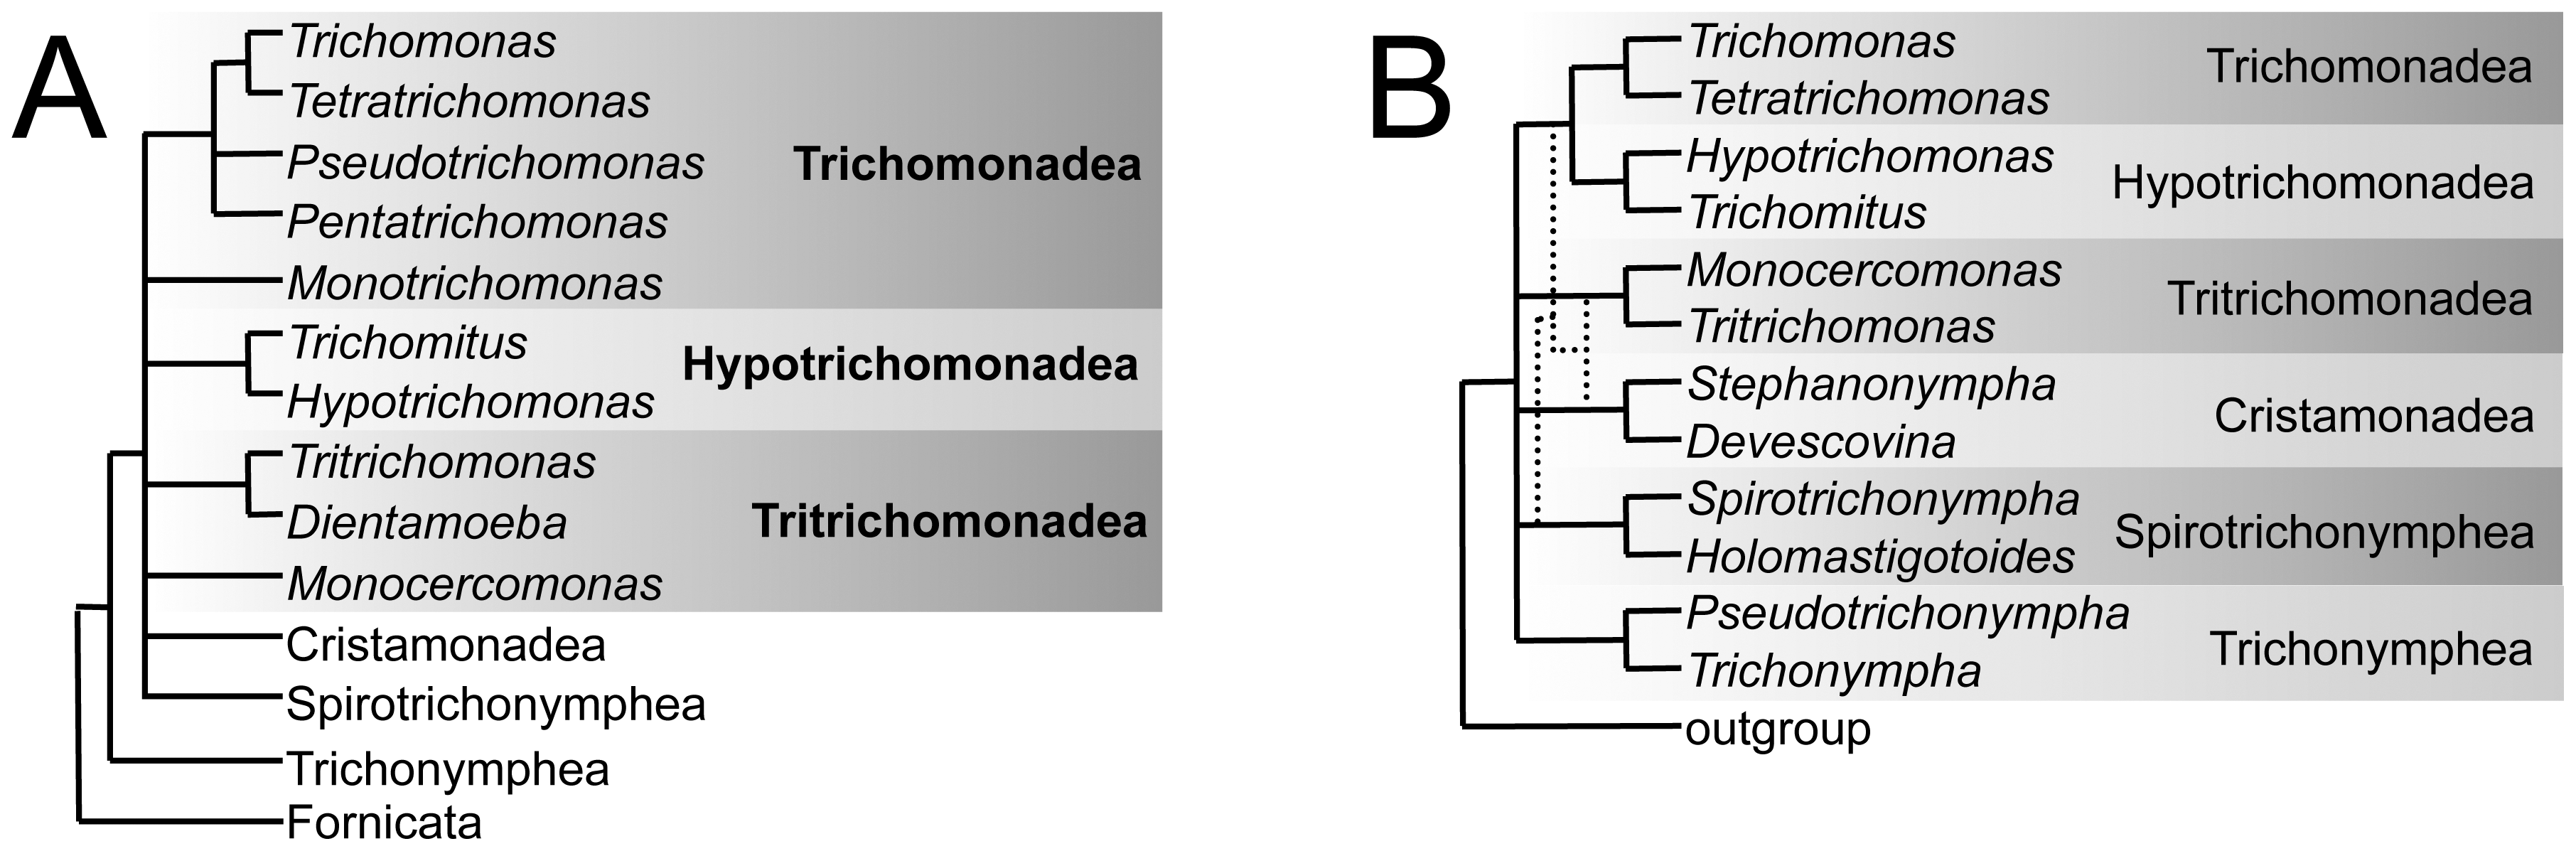 A
Trichomonas
Tetratrichomonas
Pseudotrichomonas
Pentatrichomonas
Monotrichomonas
Trichomonadea
Trichomitus
Hypotrichomonas
Hypotrichomonadea
Tritrichomonas
Dientamoeba
Monocercomonas
Tritrichomonadea
Cristamonadea
Spirotrichonymphea
Trichonymphea
Fornicata
B
Trichomonas
Tetratrichomonas
Trichomonadea
Hypotrichomonas
Trichomitus
Hypotrichomonadea
Monocercomonas
Tritrichomonas
Tritrichomonadea
Stephanonympha
Devescovina
Cristamonadea
Spirotrichonympha
Holomastigotoides
Spirotrichonymphea
Pseudotrichonympha
Trichonympha
Trichonymphea
outgroup